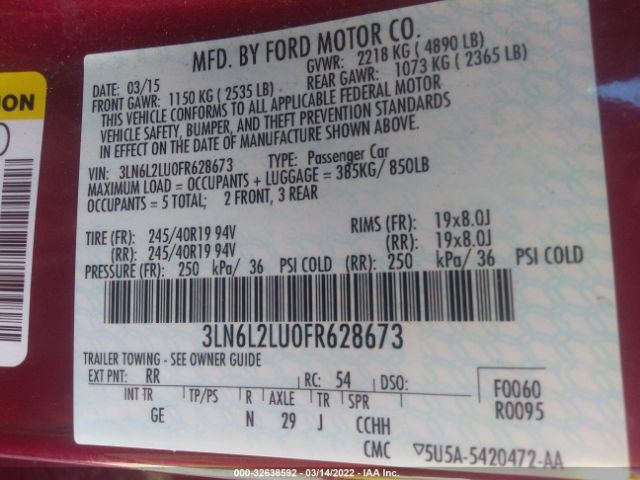 MFD. BY FORD MOTOR CO.
DATE: 03/15 GVWR: 2218 KG ( 4890 LB)
FRONT GAWR: 1150 KG ( 2535 LB) REAR GAWR: 1073 KG ( 2365 LB)
THIS VEHICLE CONFORMS TO ALL APPLICABLE FEDERAL MOTOR
VEHICLE SAFETY, BUMPER, AND THEFT PREVENTION STANDARDS
IN EFFECT ON THE DATE OF MANUFACTURE SHOWN ABOVE.
VIN: 3LN6L2LU0FR628673 TYPE: Passenger Car
MAXIMUM LOAD = OCCUPANTS + LUGGAGE = 385KG/ 850LB
OCCUPANTS = 5 TOTAL; 2 FRONT, 3 REAR
TIRE (FR): 245/40R19 94V RIMS (FR): 19x8.0J
(RR): 245/40R19 94V (RR): 19x8.0J
PRESSURE (FR): 250 kPa/ 36 PSI COLD (RR): 250 kPa/ 36 PSI COLD
3LN6L2LU0FR628673
TRAILER TOWING - SEE OWNER GUIDE
EXT PNT: RR RC: 54 DSO: F0060
INT TR TP/PS R AXLE TR SPR R0095
GE N 29 J CCHH
CMC ▽5U5A-5420472-AA
000-32638592 - 03/14/2022 - IAA Inc.